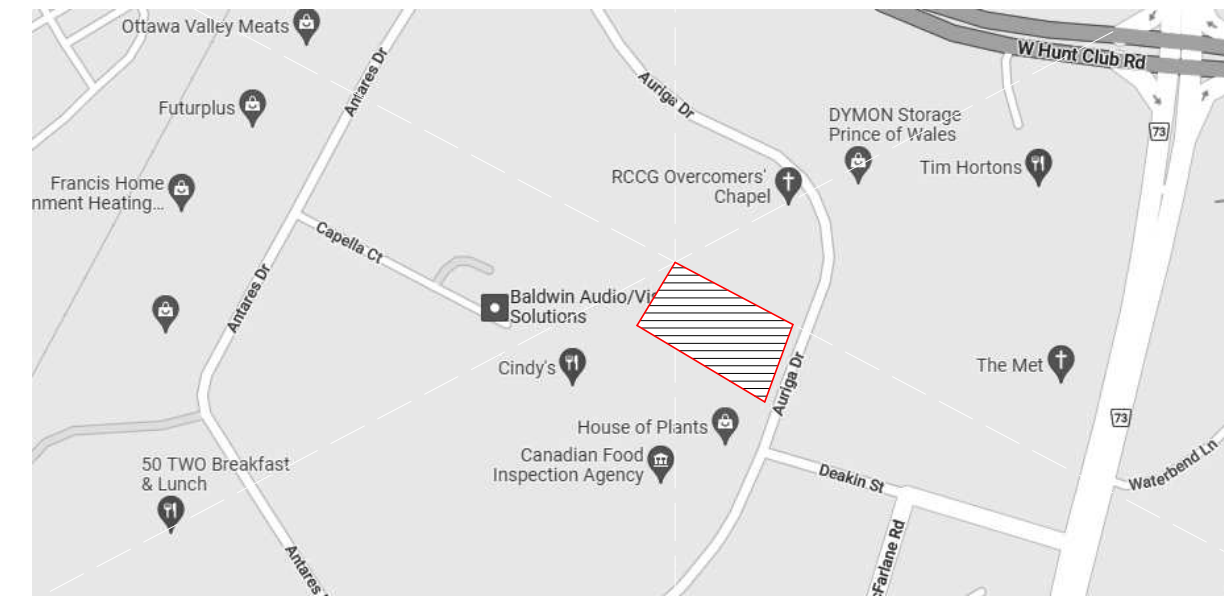 Ottawa Valley Meats
Antares Dr
Auriga Dr
W Hunt Club Rd
Futurplus
DYMON Storage
Prince of Wales
73
Tim Hortons
RCCG Overcomers'
Chapel
Francis Home
nment Heating...
Capella Ct
Antares Dr
Baldwin Audio/Vis
Solutions
Cindy's
Auriga Dr
The Met
73
House of Plants
Canadian Food
Inspection Agency
50 TWO Breakfast
& Lunch
Deakin St
Waterbend Ln
cFarlane Rd
Antares